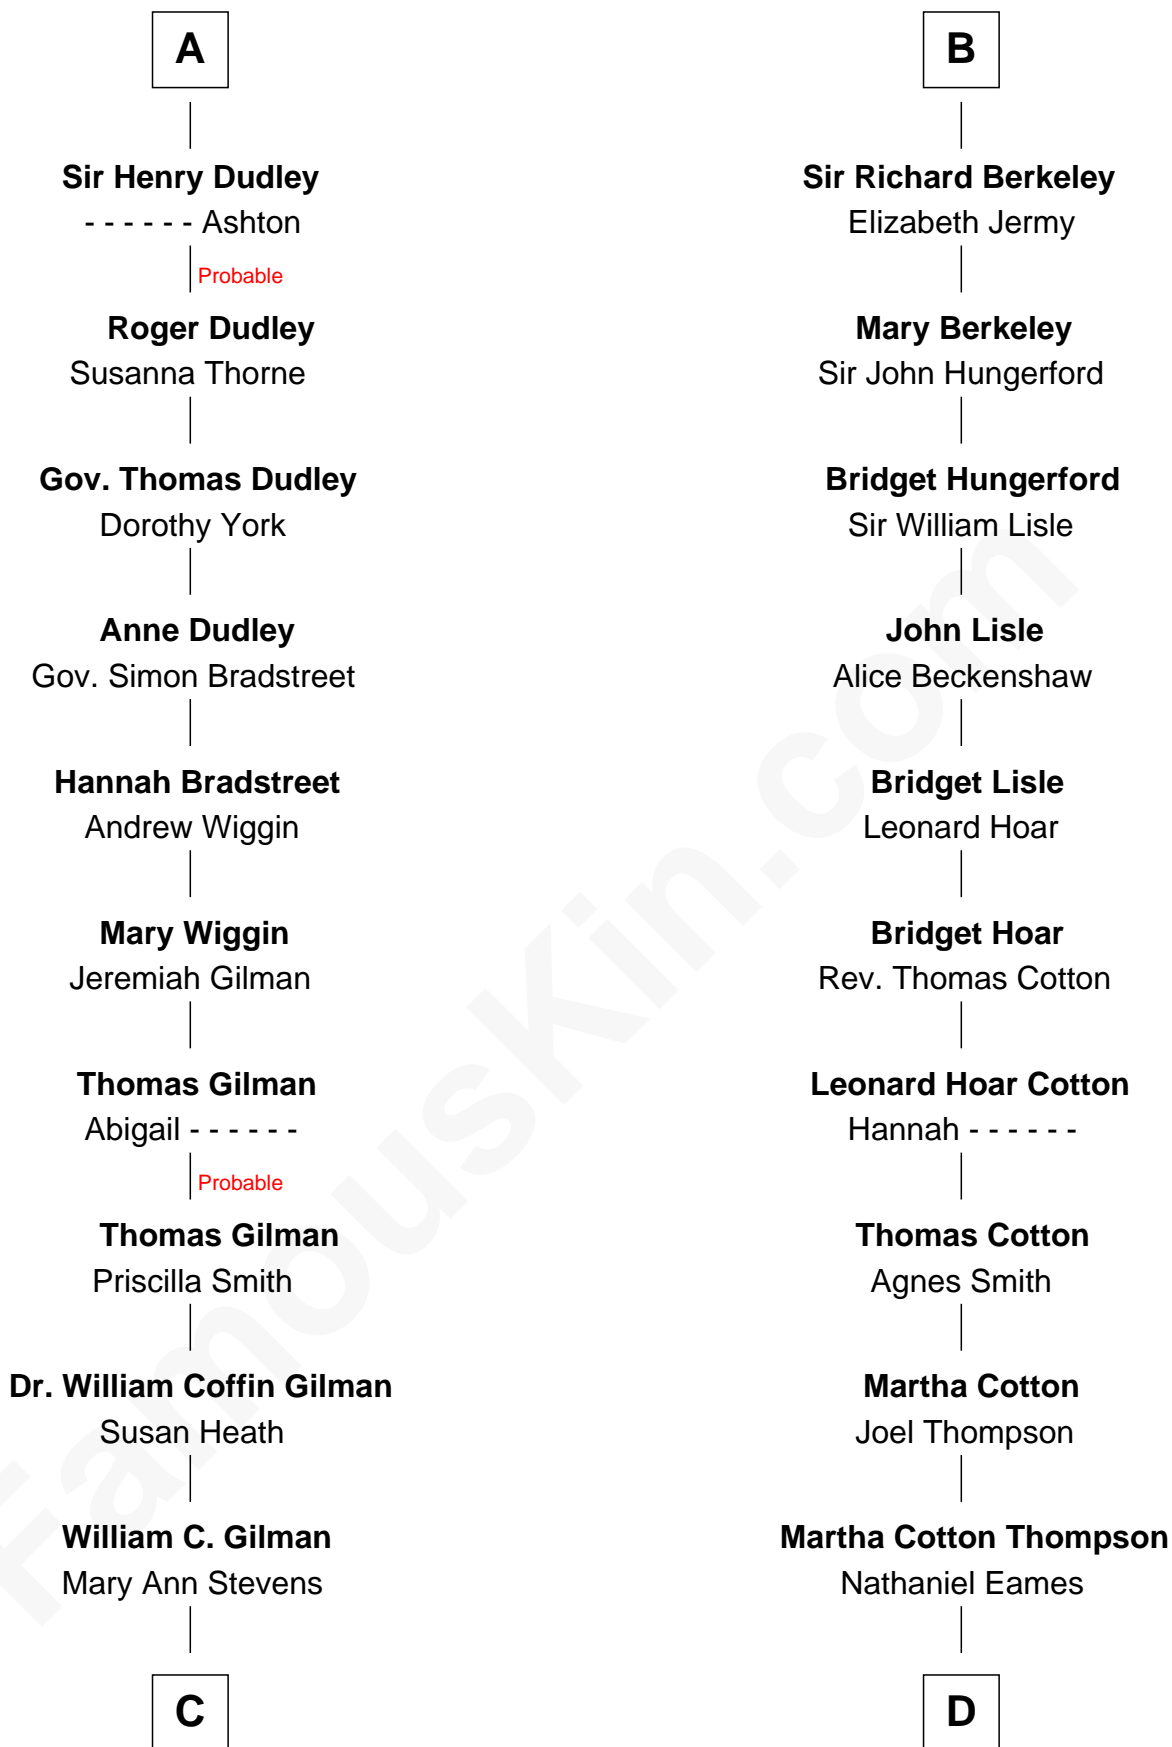 A
Sir Henry Dudley
- - - - - - Ashton
Probable
Roger Dudley
Susanna Thorne
Gov. Thomas Dudley
Dorothy York
Anne Dudley
Gov. Simon Bradstreet
Hannah Bradstreet
Andrew Wiggin
Mary Wiggin
Jeremiah Gilman
Thomas Gilman
Abigail - - - - - -
Probable
Thomas Gilman
Priscilla Smith
Dr. William Coffin Gilman
Susan Heath
William C. Gilman
Mary Ann Stevens
C
B
Sir Richard Berkeley
Elizabeth Jermy
Mary Berkeley
Sir John Hungerford
Bridget Hungerford
Sir William Lisle
John Lisle
Alice Beckenshaw
Bridget Lisle
Leonard Hoar
Bridget Hoar
Rev. Thomas Cotton
Leonard Hoar Cotton
Hannah - - - - - -
Thomas Cotton
Agnes Smith
Martha Cotton
Joel Thompson
Martha Cotton Thompson
Nathaniel Eames
D
FamousKin.com